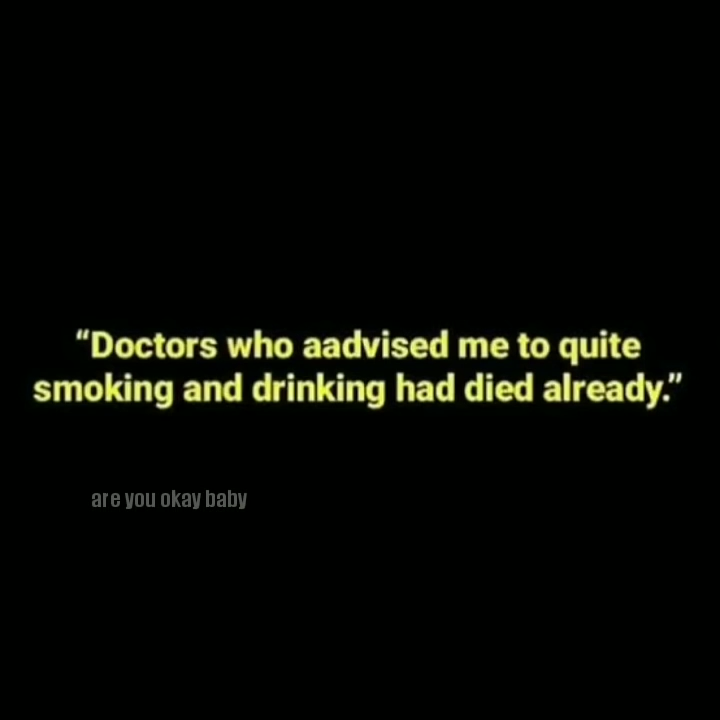 “Doctors who aadvised me to quite
smoking and drinking had died already.”
are you okay baby